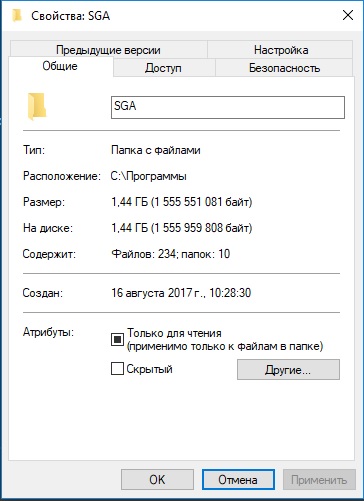 Свойства: SGA
Предыдущие версии Настройка
Общие Доступ Безопасность
SGA
Тип: Папка с файлами
Расположение: C:\Программы
Размер: 1,44 ГБ (1 555 551 081 байт)
На диске: 1,44 ГБ (1 555 959 808 байт)
Содержит: Файлов: 234; папок: 10
Создан: 16 августа 2017 г., 10:28:30
Атрибуты: Только для чтения
(применимо только к файлам в папке)
Скрытый Другие...
OK Отмена Применить